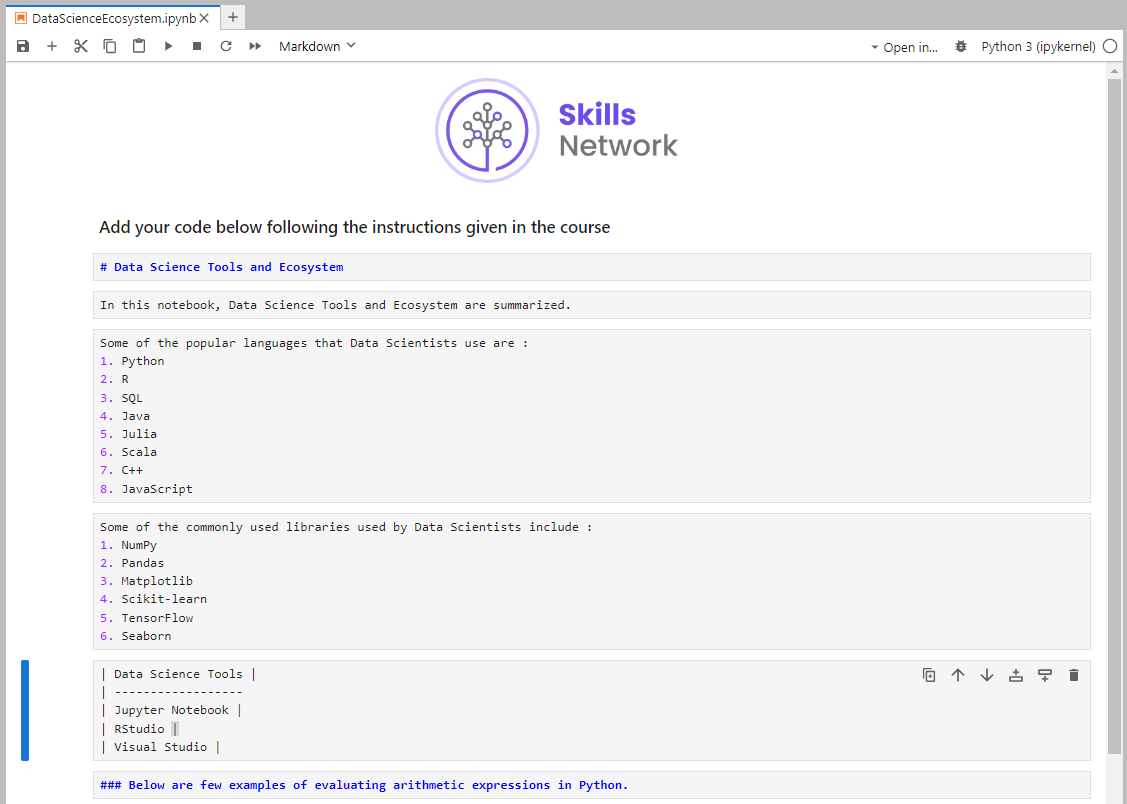 DataScienceEcosystem.ipynb
Markdown
Open in...
Python 3 (ipykernel)
Skills
Network
Add your code below following the instructions given in the course
# Data Science Tools and Ecosystem
In this notebook, Data Science Tools and Ecosystem are summarized.
Some of the popular languages that Data Scientists use are :
1. Python
2. R
3. SQL
4. Java
5. Julia
6. Scala
7. C++
8. JavaScript
Some of the commonly used libraries used by Data Scientists include :
1. NumPy
2. Pandas
3. Matplotlib
4. Scikit-learn
5. TensorFlow
6. Seaborn
| Data Science Tools |
| ------------------
| Jupyter Notebook |
| RStudio |
| Visual Studio |
### Below are few examples of evaluating arithmetic expressions in Python.